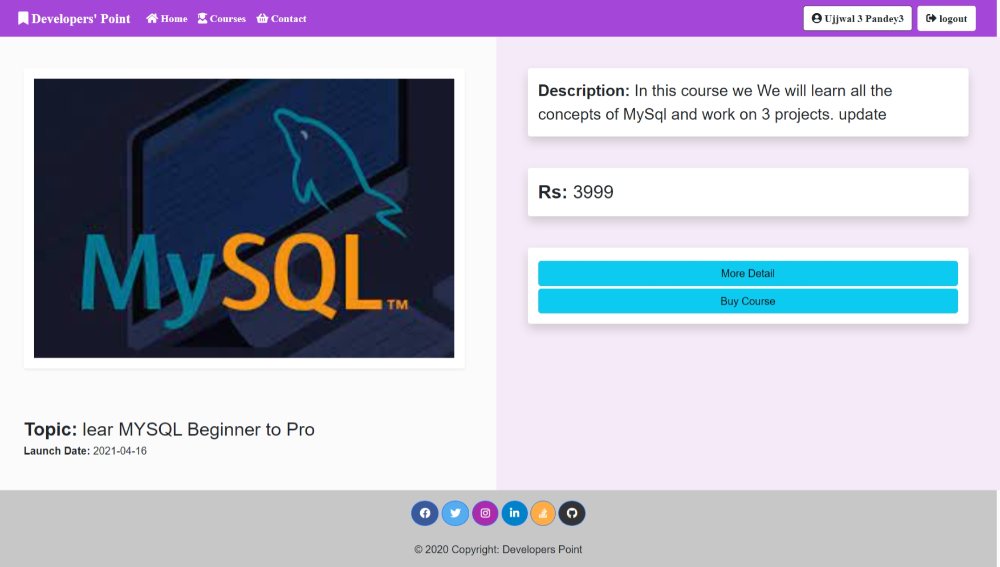 Developers' Point Home Courses Contact Ujjwal 3 Pandey3 logout
MySQL™
Topic: lear MYSQL Beginner to Pro
Launch Date: 2021-04-16
Description: In this course we We will learn all the
concepts of MySql and work on 3 projects. update
Rs: 3999
More Detail
Buy Course
in
© 2020 Copyright: Developers Point